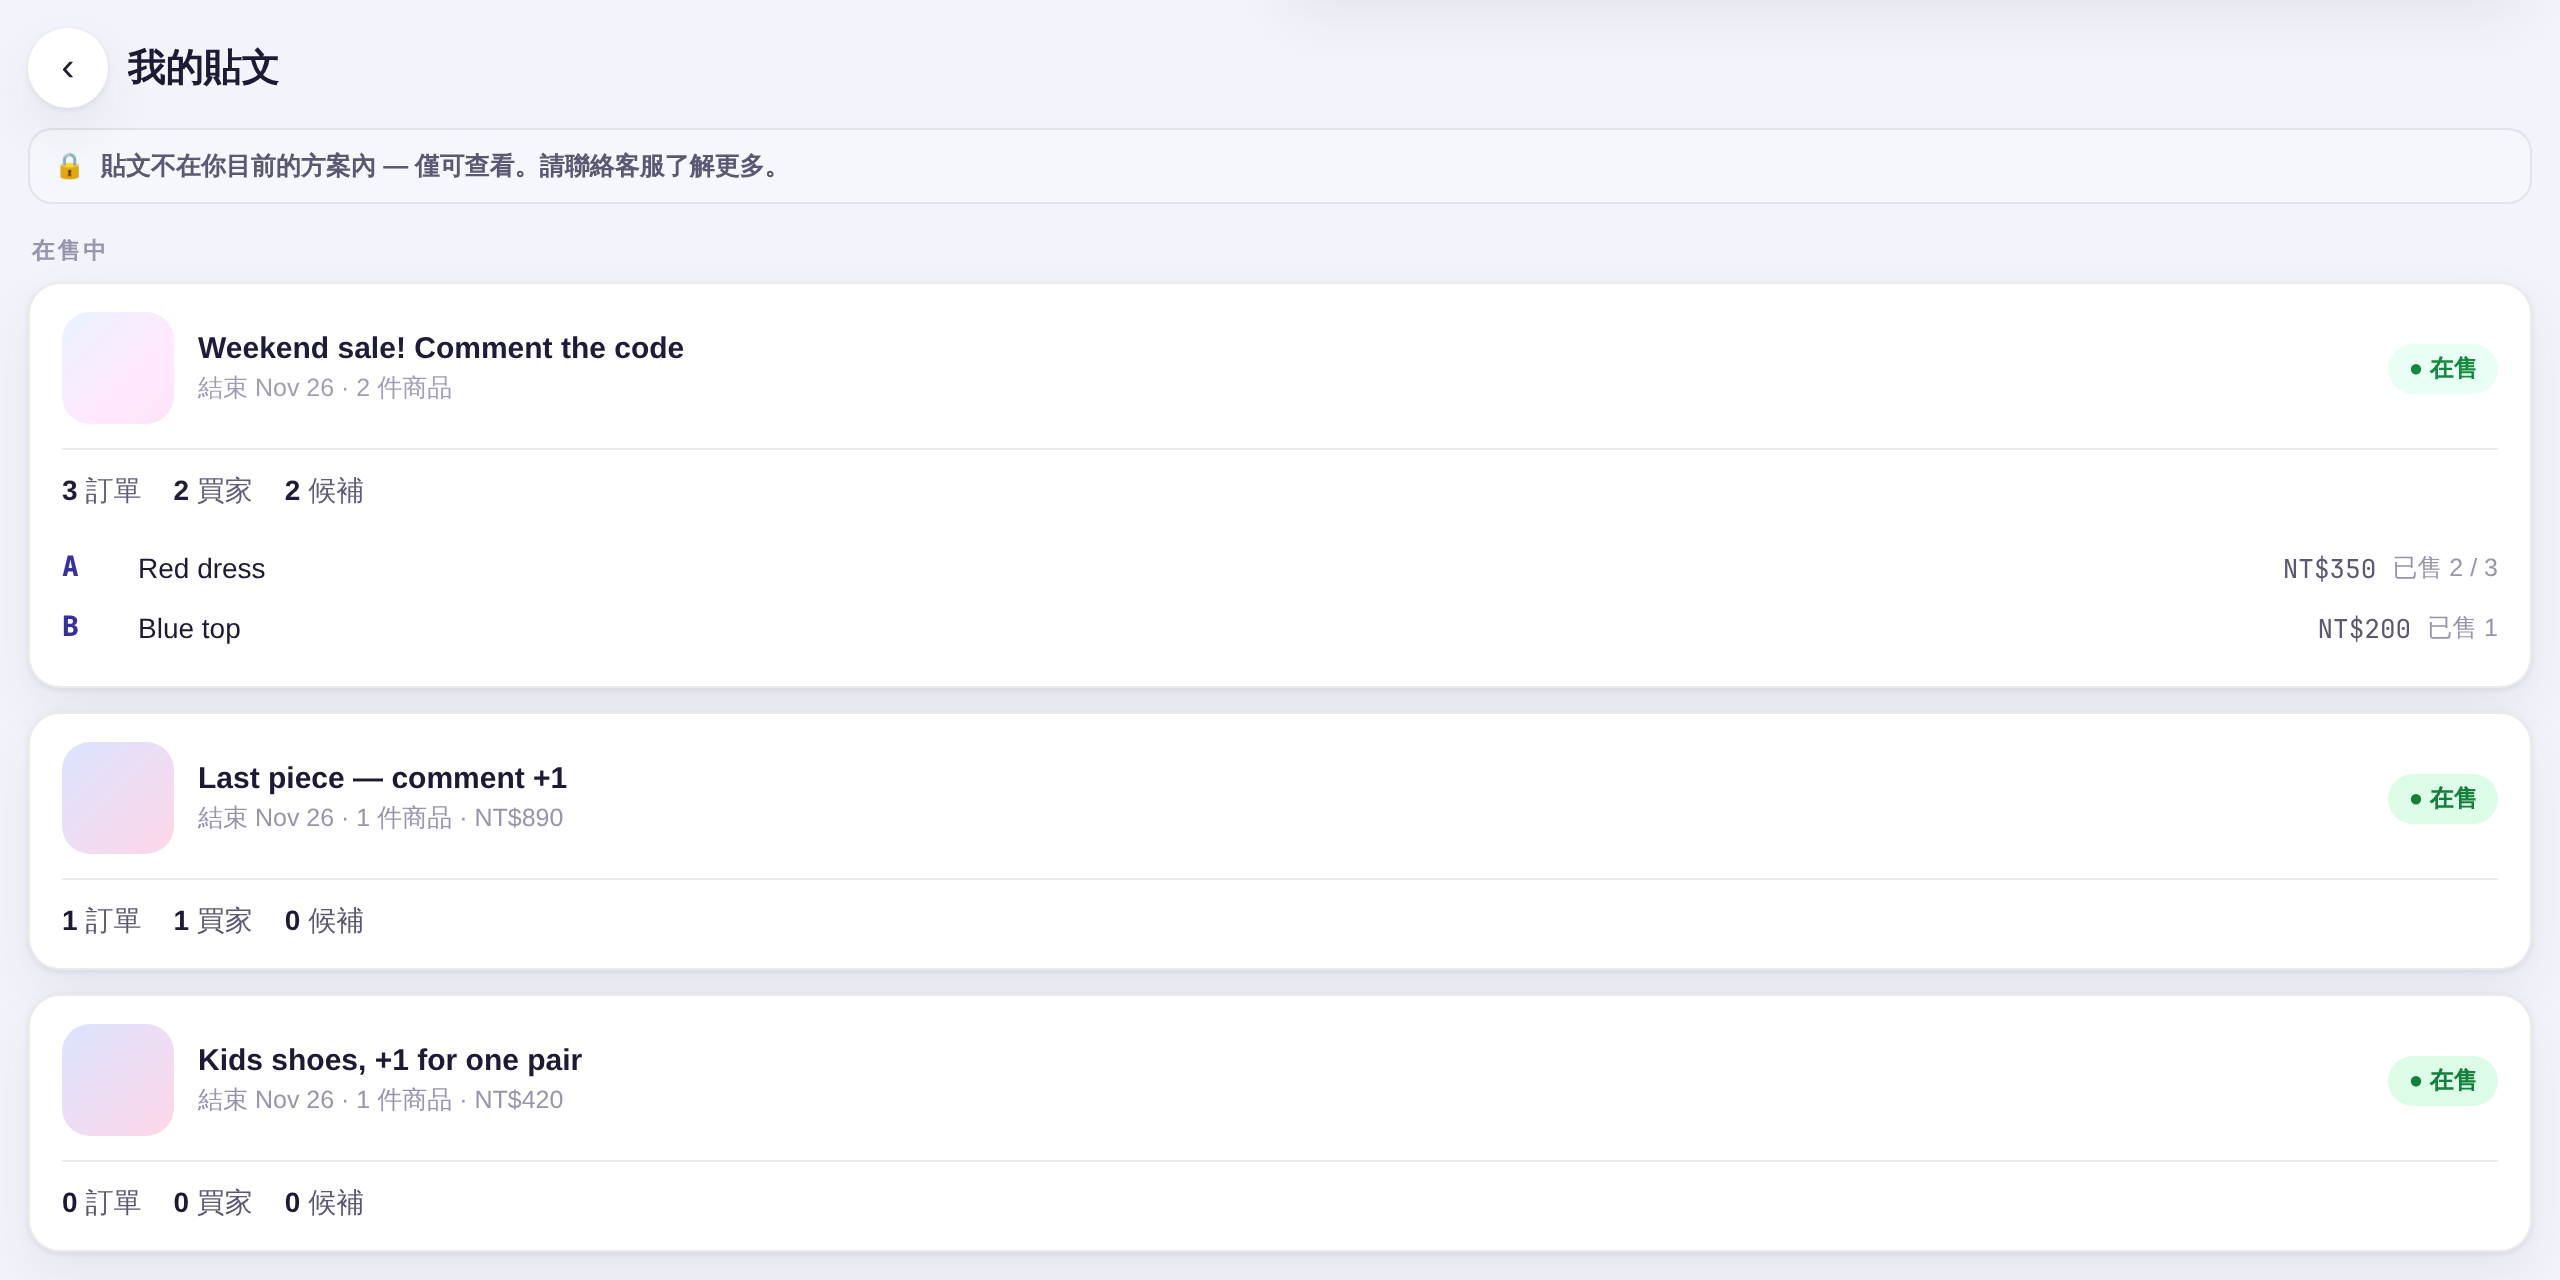 ‹ 我的貼文
🔒 貼文不在你目前的方案內 — 僅可查看。請聯絡客服了解更多。
在售中
Weekend sale! Comment the code
結束 Nov 26 · 2 件商品
• 在售
3 訂單 2 買家 2 候補
A Red dress NT$350 已售 2 / 3
B Blue top NT$200 已售 1
Last piece — comment +1
結束 Nov 26 · 1 件商品 · NT$890
• 在售
1 訂單 1 買家 0 候補
Kids shoes, +1 for one pair
結束 Nov 26 · 1 件商品 · NT$420
• 在售
0 訂單 0 買家 0 候補